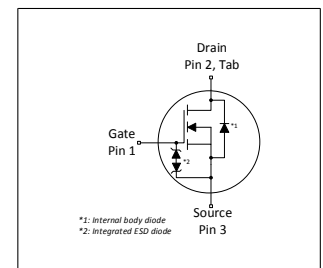 Drain
Pin 2, Tab
*1
Gate
Pin 1
*2
Source
Pin 3
*1: Internal body diode
*2: Integrated ESD diode